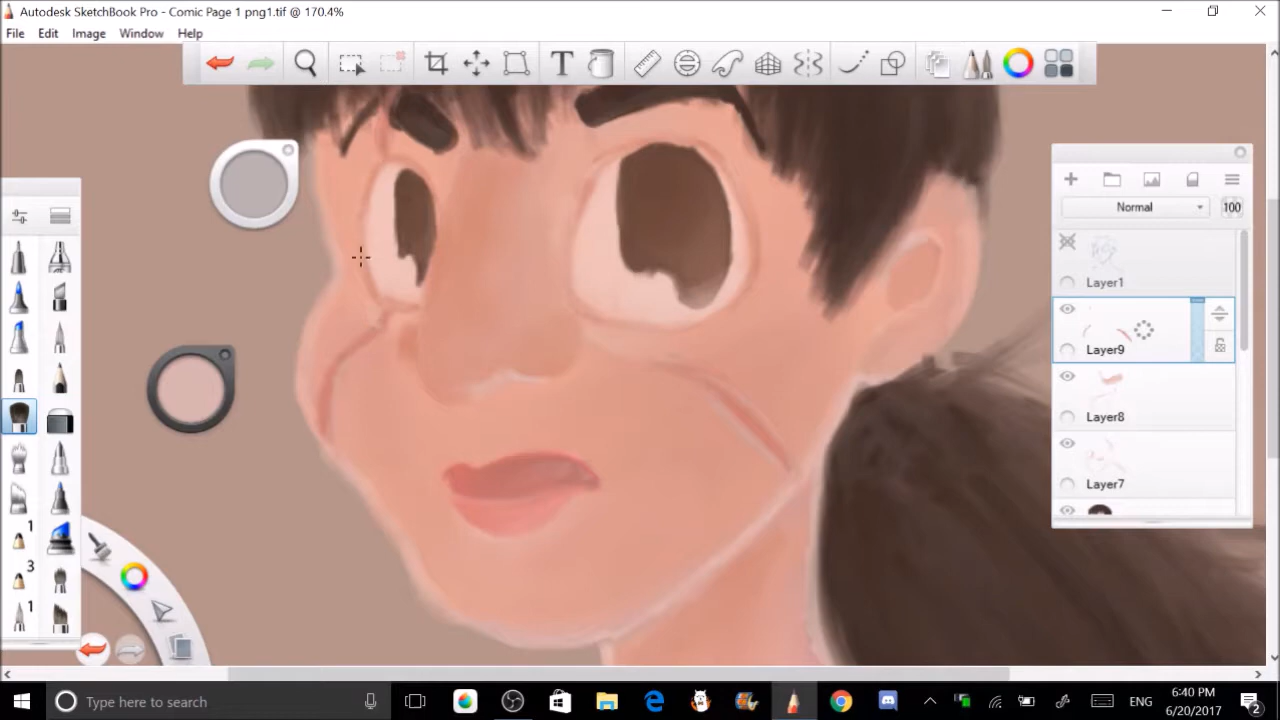 Autodesk SketchBook Pro - Comic Page 1 png1.tif @ 170.4%
File Edit Image Window Help
T
Normal 100
Layer1
Layer9
Layer8
Layer7
1
3
1
Type here to search
ENG
6:40 PM
6/20/2017
2